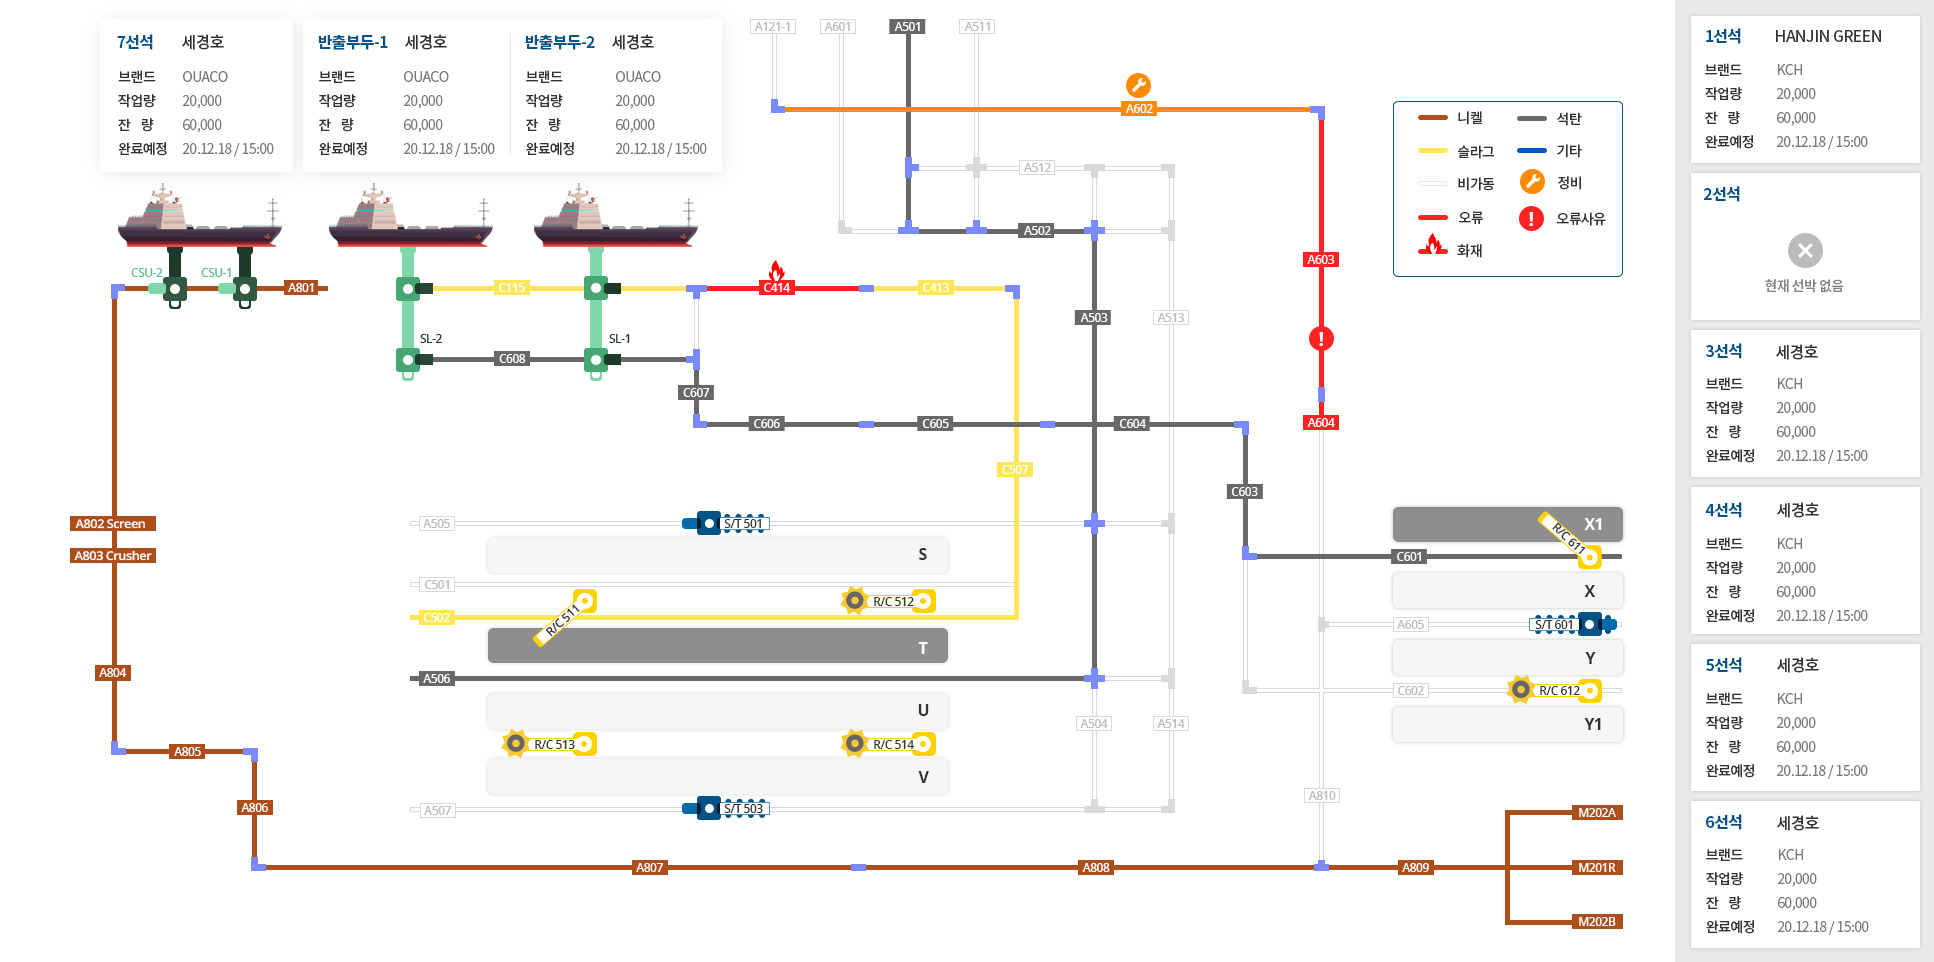 7선석 세경호
브랜드 OUACO
작업량 20,000
잔 량 60,000
완료예정 20.12.18 / 15:00
반출부두-1 세경호
브랜드 OUACO
작업량 20,000
잔 량 60,000
완료예정 20.12.18 / 15:00
반출부두-2 세경호
브랜드 OUACO
작업량 20,000
잔 량 60,000
완료예정 20.12.18 / 15:00
A121-1
A601
A501
A511
A602
A512
A502
니켈
석탄
슬라그
기타
비가동
정비
오류
오류사유
화재
CSU-2
CSU-1
A801
C115
C414
C413
A603
SL-2
SL-1
A503
A513
C608
C607
C606
C605
C604
A604
C507
C603
A802 Screen
A803 Crusher
A505
S/T 501
S
C501
R/C 511
R/C 512
C502
T
A506
U
R/C 513
R/C 514
V
A507
S/T 503
A504
A514
X1
R/C 611
C601
X
A605
S/T 601
Y
C602
R/C 612
Y1
A804
A805
A806
A810
A807
A808
A809
M202A
M201R
M202B
1선석 HANJIN GREEN
브랜드 KCH
작업량 20,000
잔 량 60,000
완료예정 20.12.18 / 15:00
2선석
현재 선박 없음
3선석 세경호
브랜드 KCH
작업량 20,000
잔 량 60,000
완료예정 20.12.18 / 15:00
4선석 세경호
브랜드 KCH
작업량 20,000
잔 량 60,000
완료예정 20.12.18 / 15:00
5선석 세경호
브랜드 KCH
작업량 20,000
잔 량 60,000
완료예정 20.12.18 / 15:00
6선석 세경호
브랜드 KCH
작업량 20,000
잔 량 60,000
완료예정 20.12.18 / 15:00